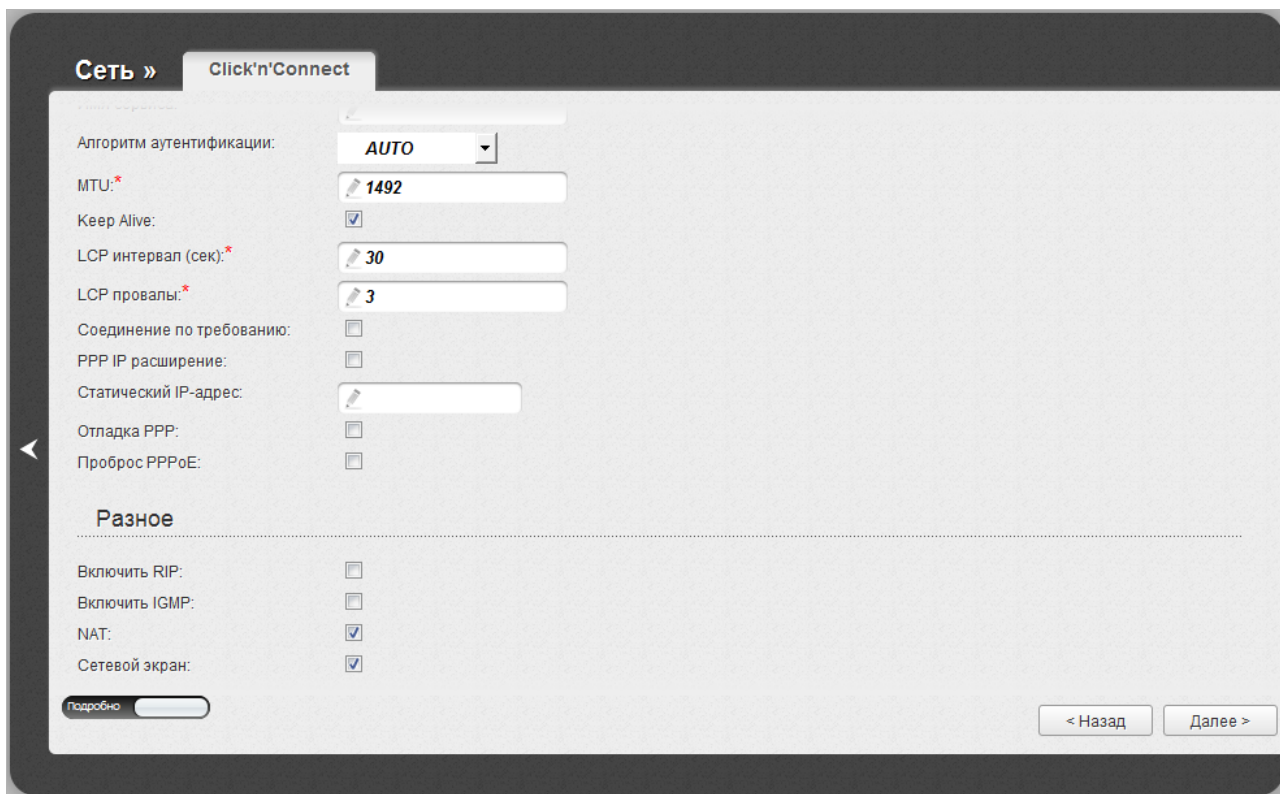 Сеть »
Click'n'Connect
Алгоритм аутентификации:
AUTO
MTU:*
1492
Keep Alive:
LCP интервал (сек):*
30
LCP провалы:*
3
Соединение по требованию:
PPP IP расширение:
Статический IP-адрес:
Отладка PPP:
Проброс PPPoE:
Разное
Включить RIP:
Включить IGMP:
NAT:
Сетевой экран:
Подробно
< Назад
Далее >